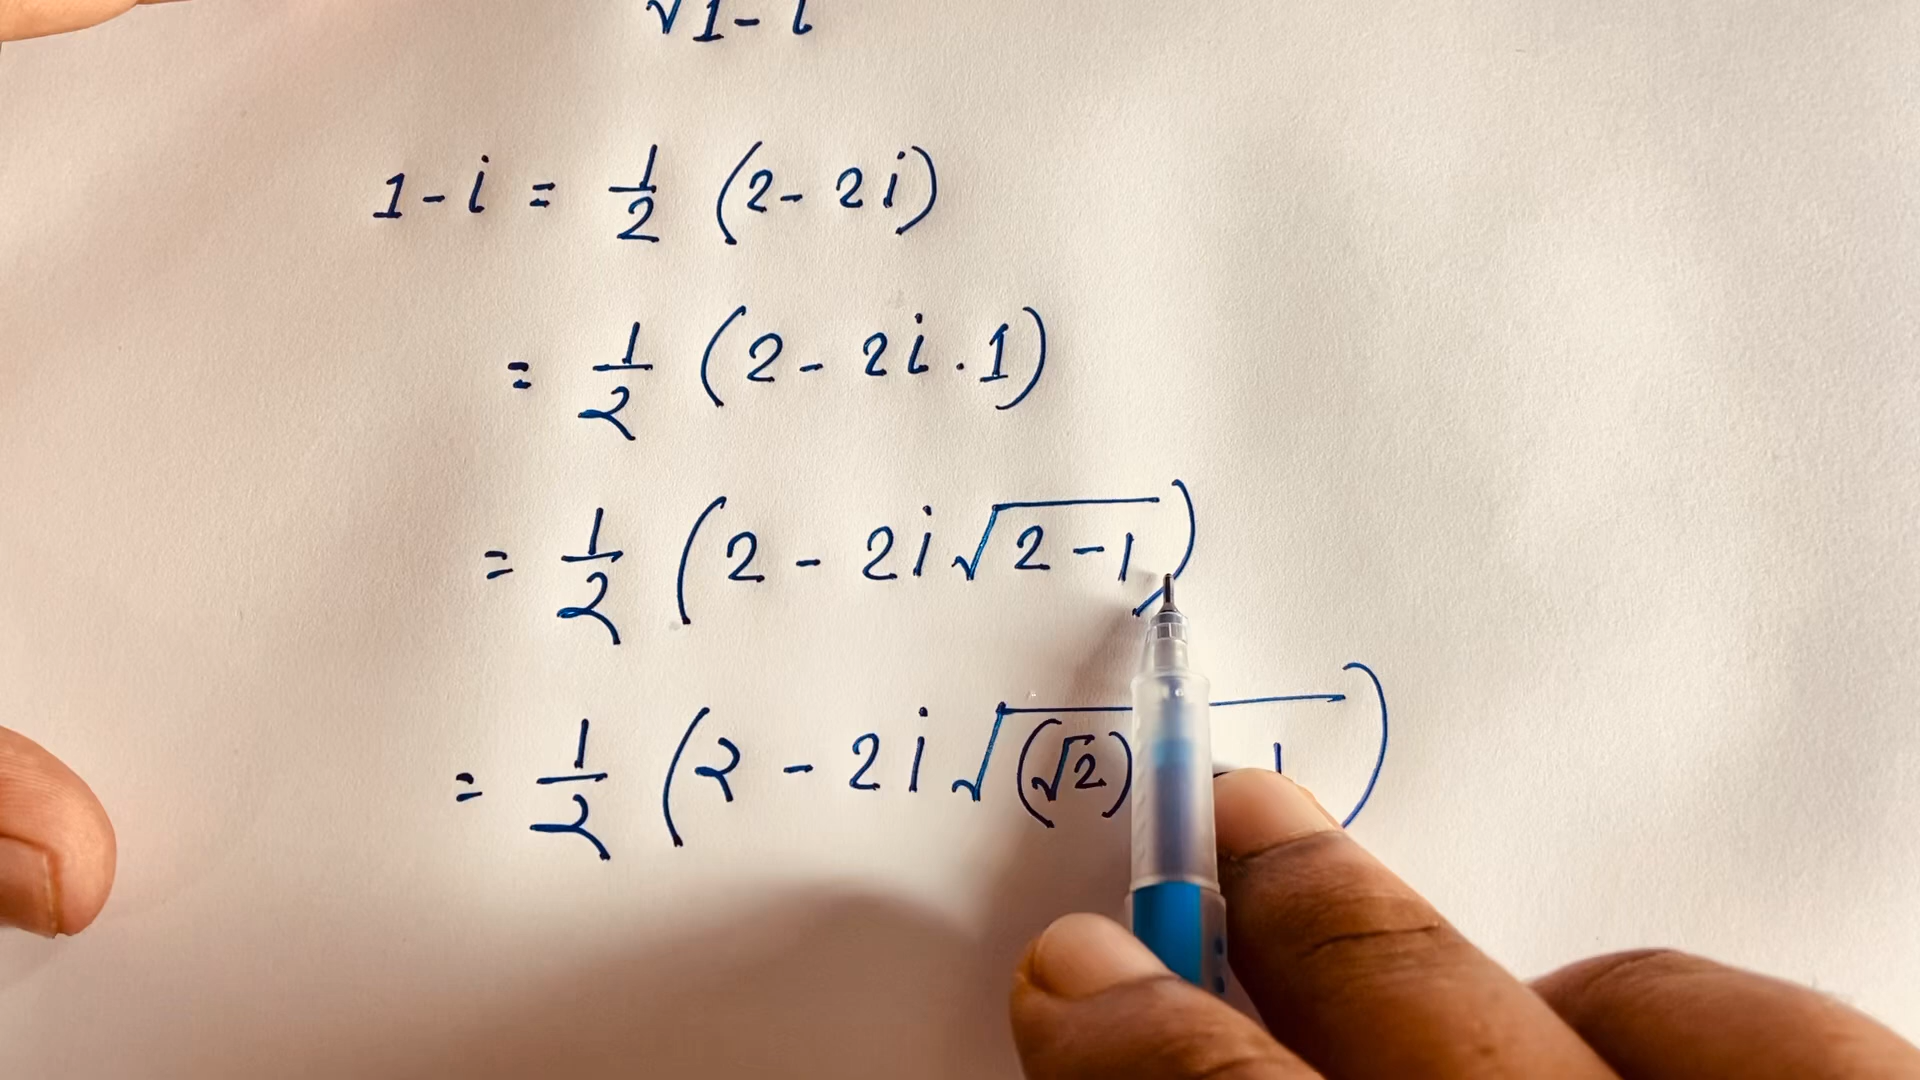 √1-i
1-i = 1/2 (2-2i)
= 1/2 (2-2i.1)
= 1/2 (2-2i√2-1)
= 1/2 (2-2i√(√2) - 1)